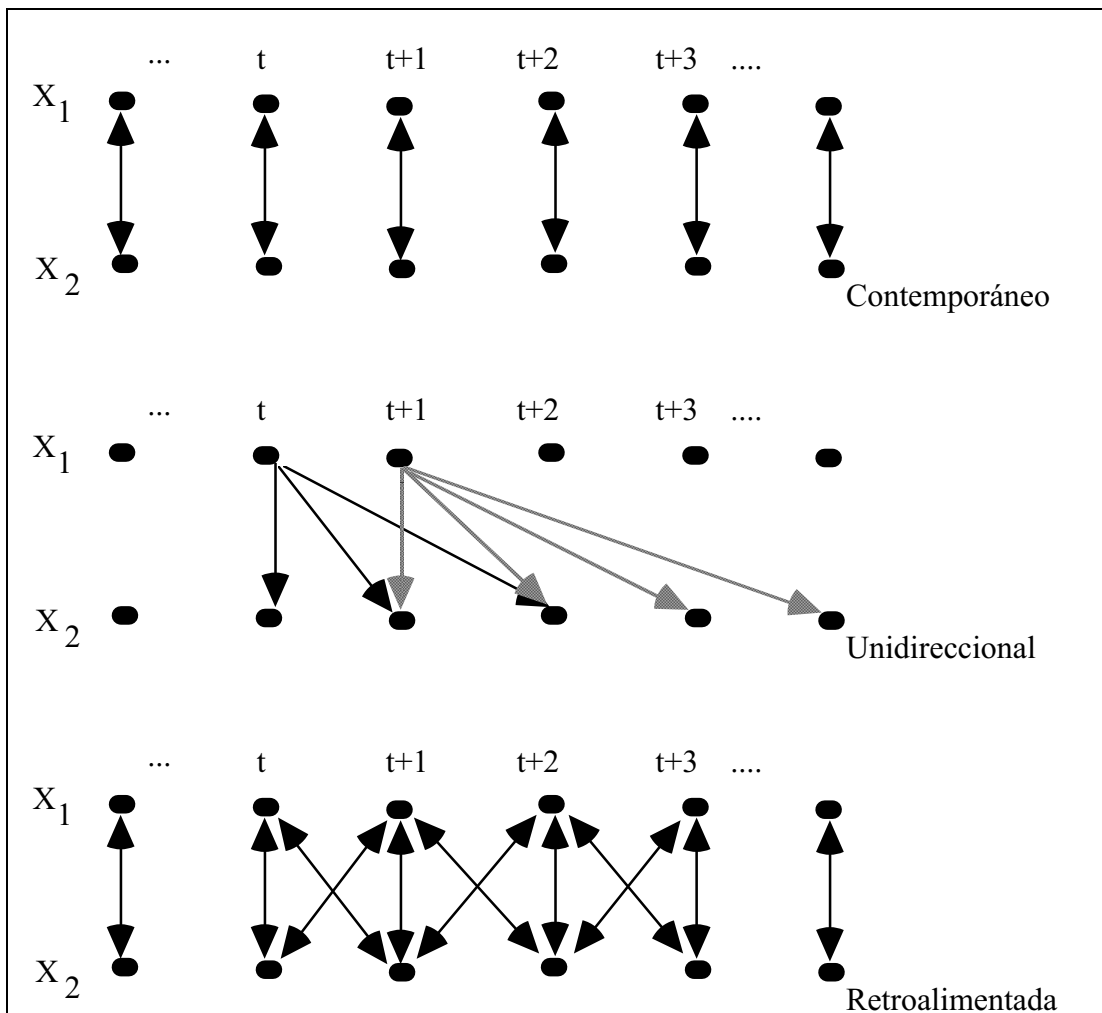 ... t t+1 t+2 t+3 ....
X1
X2
Contemporáneo
... t t+1 t+2 t+3 ....
X1
X2
Unidireccional
... t t+1 t+2 t+3 ....
X1
X2
Retroalimentada